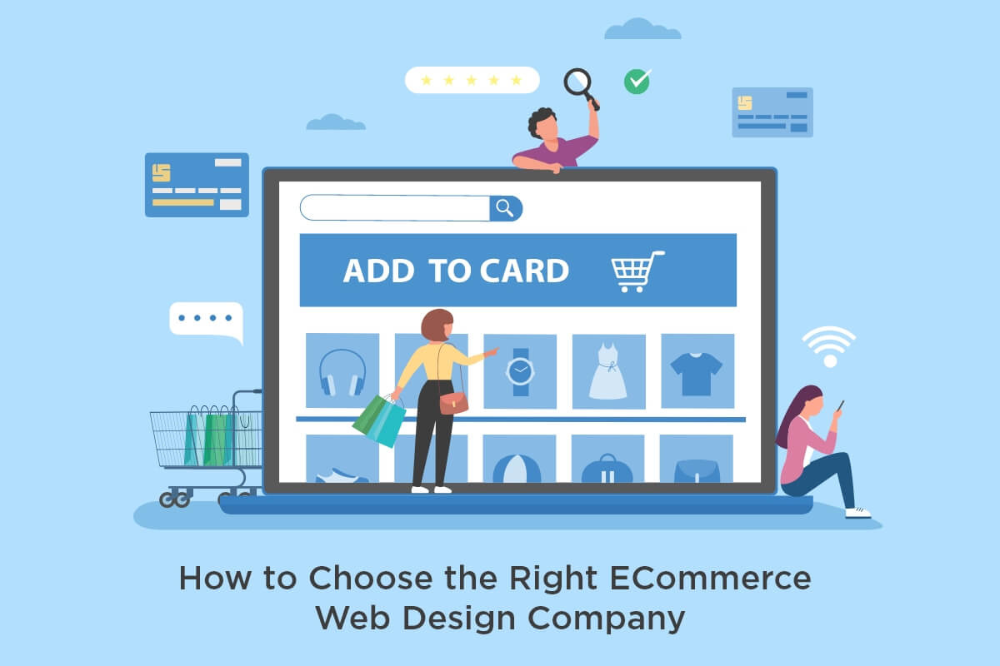 ADD TO CARD
How to Choose the Right ECommerce
Web Design Company